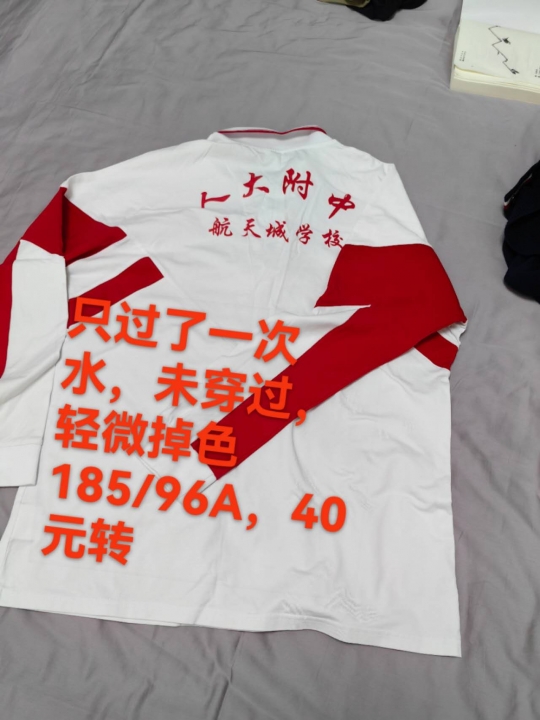 人大附中
航天城学校
只过了一次
水，未穿过，
轻微掉色
185/96A，40
元转